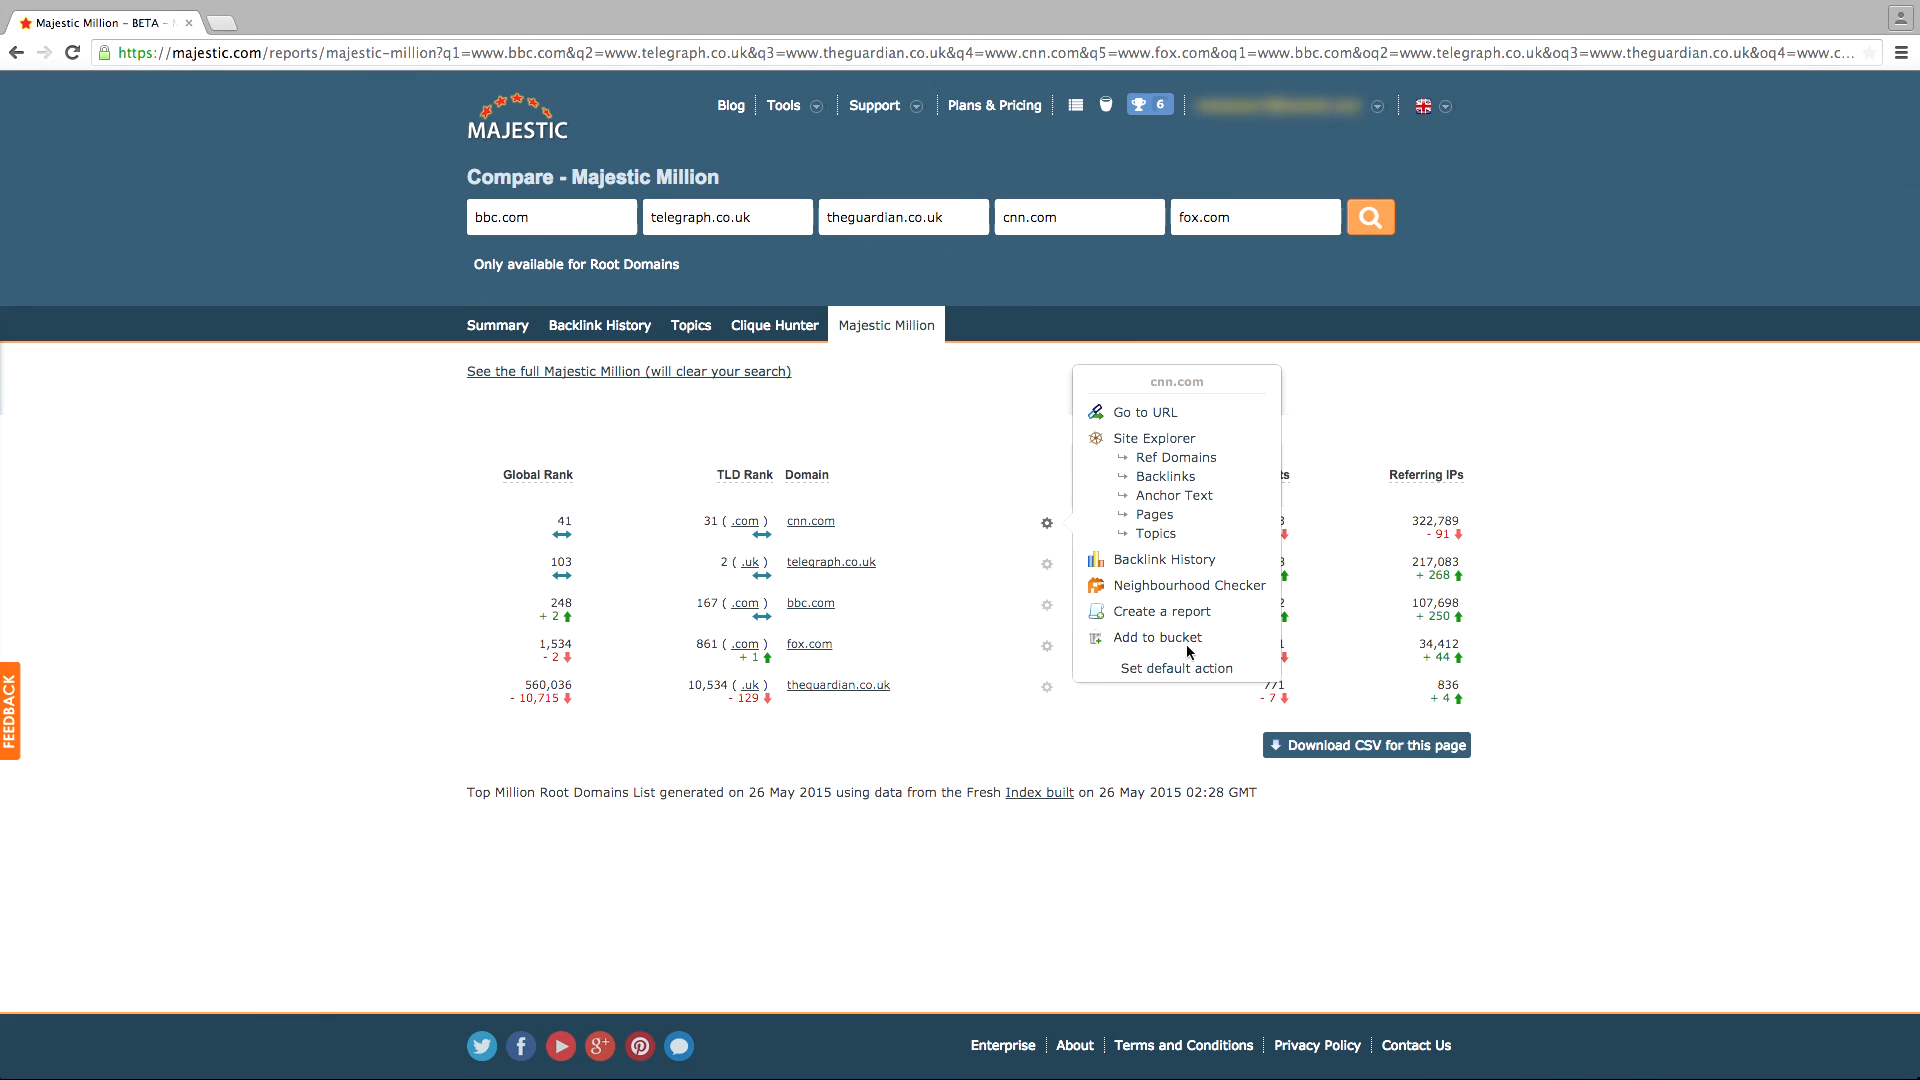 Majestic Million – BETA –
https://majestic.com/reports/majestic-million?q1=www.bbc.com&q2=www.telegraph.co.uk&q3=www.theguardian.co.uk&q4=www.cnn.com&q5=www.fox.com&oq1=www.bbc.com&oq2=www.telegraph.co.uk&oq3=www.theguardian.co.uk&oq4=www.c...
MAJESTIC
Blog Tools Support Plans & Pricing 6
Compare - Majestic Million
bbc.com telegraph.co.uk theguardian.co.uk cnn.com fox.com
Only available for Root Domains
Summary Backlink History Topics Clique Hunter Majestic Million
See the full Majestic Million (will clear your search)
cnn.com
Go to URL
Site Explorer
Ref Domains
Backlinks
Anchor Text
Pages
Topics
Backlink History
Neighbourhood Checker
Create a report
Add to bucket
Set default action
Global Rank TLD Rank Domain Referring IPs
41 31 ( .com ) cnn.com 322,789
- 91
103 2 ( .uk ) telegraph.co.uk 217,083
+ 268
248 167 ( .com ) bbc.com 107,698
+ 2 + 250
1,534 861 ( .com ) fox.com 34,412
- 2 + 1 + 44
560,036 10,534 ( .uk ) theguardian.co.uk 771 836
- 10,715 - 129 - 7 + 4
FEEDBACK
Download CSV for this page
Top Million Root Domains List generated on 26 May 2015 using data from the Fresh Index built on 26 May 2015 02:28 GMT
Enterprise About Terms and Conditions Privacy Policy Contact Us